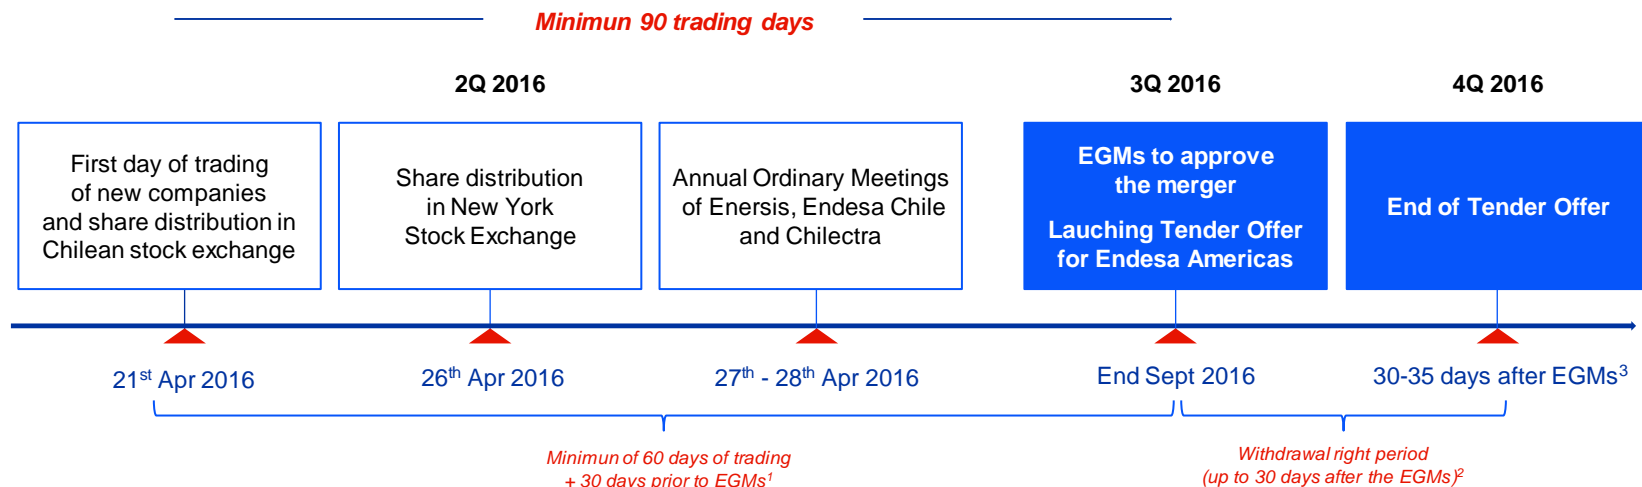 Minimun 90 trading days
2Q 2016
3Q 2016
4Q 2016
First day of trading
of new companies
and share distribution in
Chilean stock exchange
Share distribution
in New York
Stock Exchange
Annual Ordinary Meetings
of Enersis, Endesa Chile
and Chilectra
EGMs to approve
the merger
Lauching Tender Offer
for Endesa Americas
End of Tender Offer
21st Apr 2016
26th Apr 2016
27th - 28th Apr 2016
End Sept 2016
30-35 days after EGMs3
Minimun of 60 days of trading
+ 30 days prior to EGMs1
Withdrawal right period
(up to 30 days after the EGMs)2